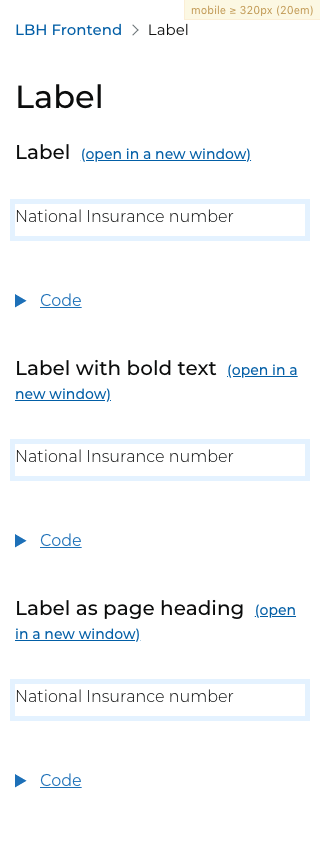 mobile ≥ 320px (20em)
LBH Frontend > Label
Label
Label (open in a new window)
National Insurance number
Code
Label with bold text (open in a
new window)
National Insurance number
Code
Label as page heading (open
in a new window)
National Insurance number
Code